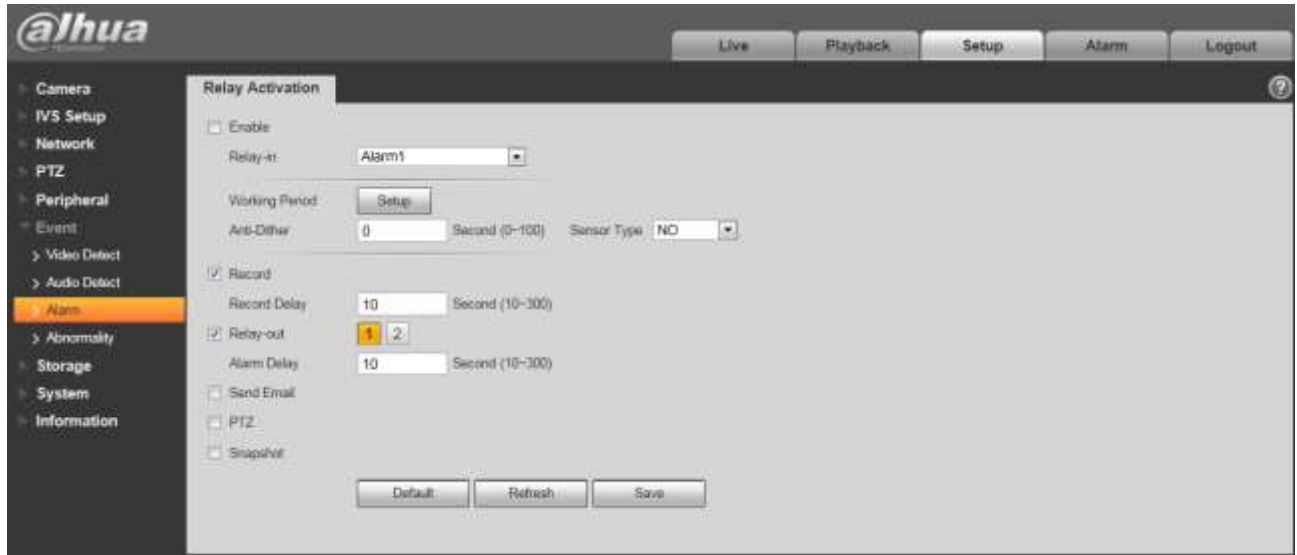 alhua
TECHNOLOGY
Live Playback Setup Alarm Logout
Camera
IVS Setup
Network
PTZ
Peripheral
Event
> Video Detect
> Audio Detect
> Alarm
> Abnormality
Storage
System
Information
Relay Activation
?
Enable
Relay-in Alarm1
Working Period Setup
Anti-Dither 0 Second (0~100) Sensor Type NO
Record
Record Delay 10 Second (10~300)
Relay-out 1 2
Alarm Delay 10 Second (10~300)
Send Email
PTZ
Snapshot
Default Refresh Save